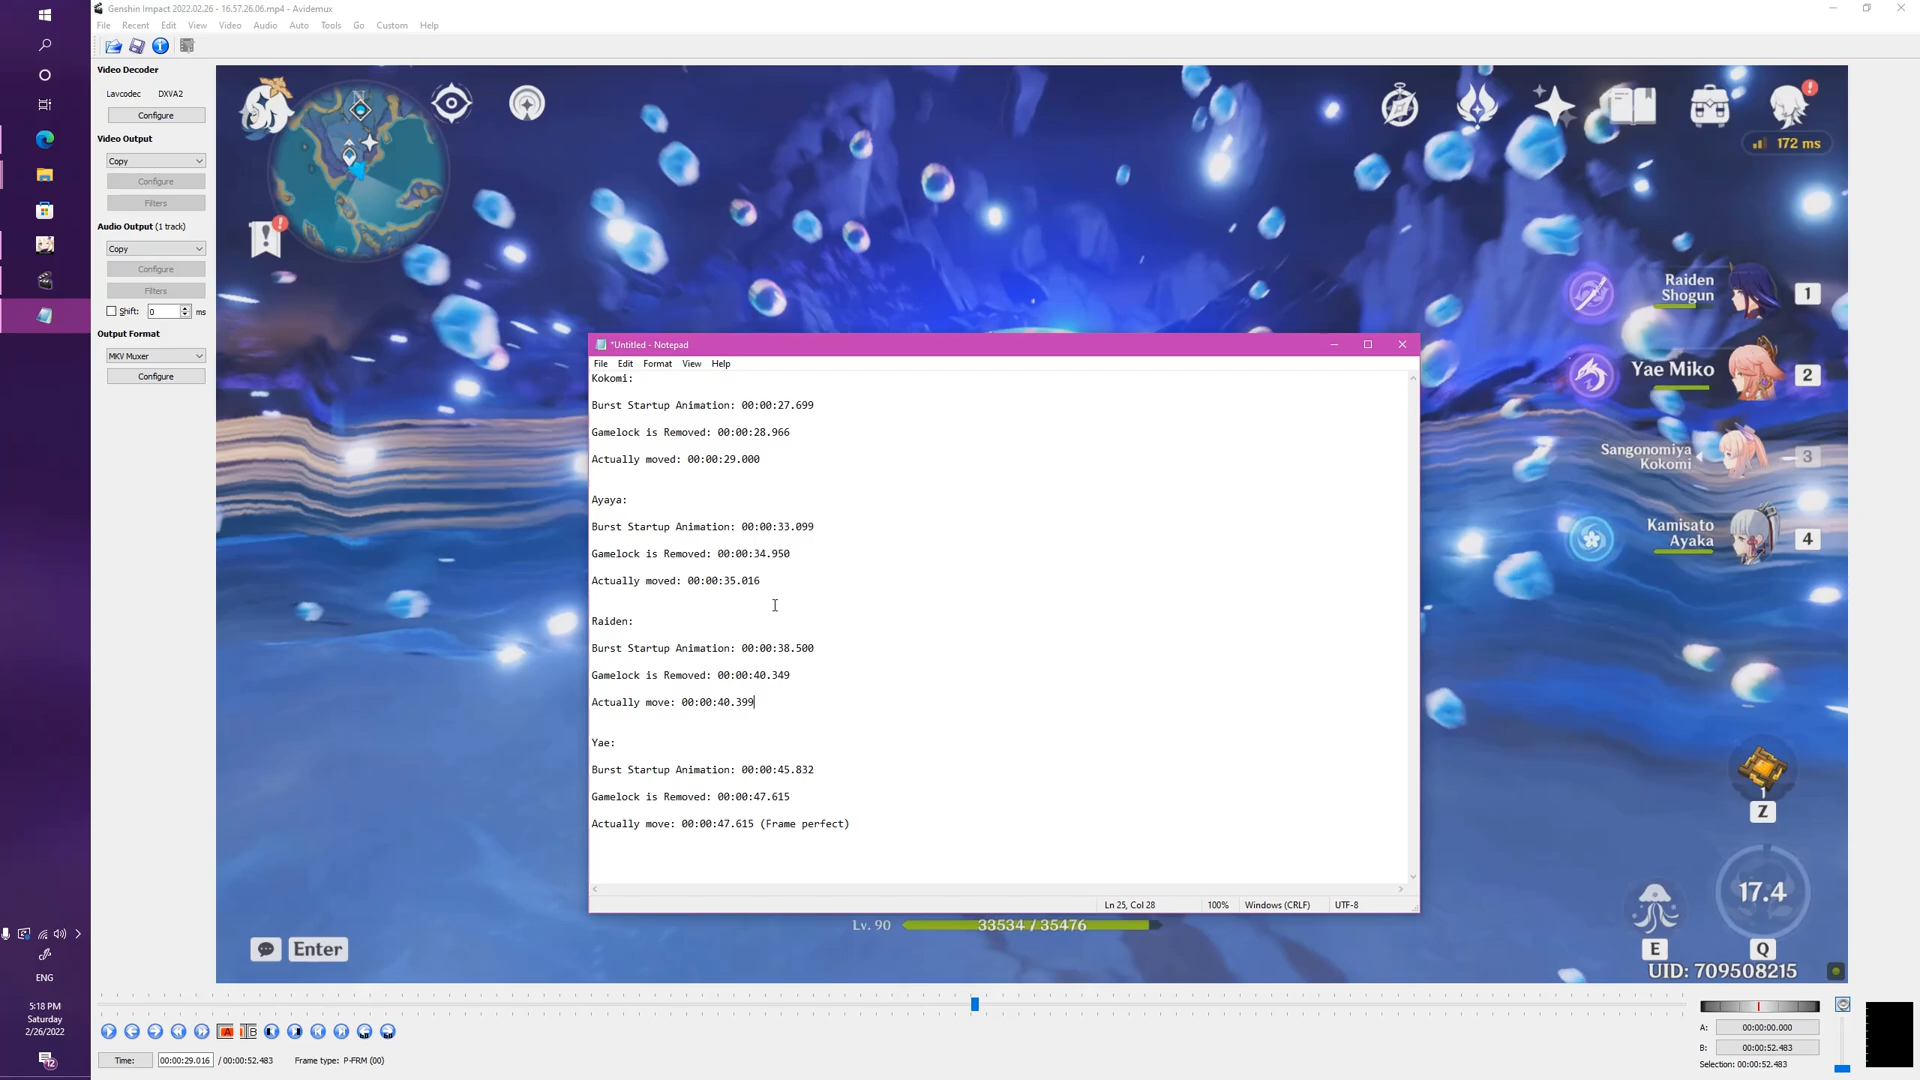 Genshin Impact 2022.02.26 - 16.57.26.06.mp4 - Avidemux
File Recent Edit View Video Audio Auto Tools Go Custom Help
Video Decoder
Lavcodec DXVA2
Configure
Video Output
Copy
Configure
Filters
Audio Output (1 track)
Copy
Configure
Filters
Shift: 0 ms
Output Format
MKV Muxer
Configure
N
172 ms
Raiden
Shogun
1
Yae Miko
2
Sangonomiya
Kokomi
3
Kamisato
Ayaka
4
*Untitled - Notepad
File Edit Format View Help
Kokomi:
Burst Startup Animation: 00:00:27.699
Gamelock is Removed: 00:00:28.966
Actually moved: 00:00:29.000
Ayaya:
Burst Startup Animation: 00:00:33.099
Gamelock is Removed: 00:00:34.950
Actually moved: 00:00:35.016
Raiden:
Burst Startup Animation: 00:00:38.500
Gamelock is Removed: 00:00:40.349
Actually move: 00:00:40.399
Yae:
Burst Startup Animation: 00:00:45.832
Gamelock is Removed: 00:00:47.615
Actually move: 00:00:47.615 (Frame perfect)
Ln 25, Col 28 100% Windows (CRLF) UTF-8
1
Z
17.4
E
Q
Lv. 90 33534 / 35476
Enter
UID: 709508215
ENG
5:18 PM
Saturday
2/26/2022
12
A B
Time: 00:00:29.016 / 00:00:52.483 Frame type: P-FRM (00)
A: 00:00:00.000
B: 00:00:52.483
Selection: 00:00:52.483